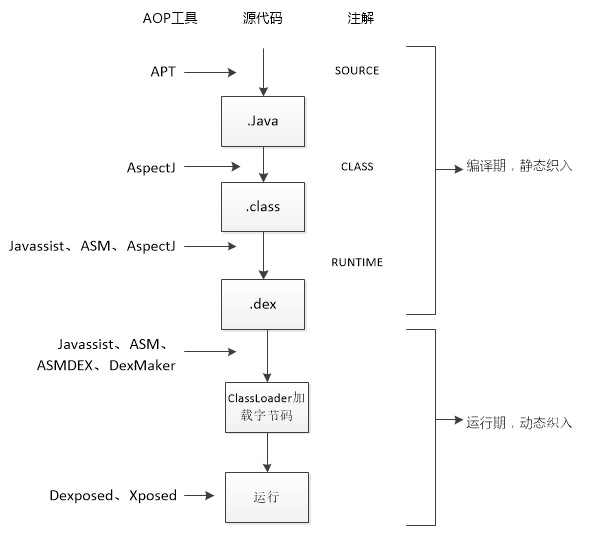 AOP工具 源代码 注解
APT SOURCE
.Java
AspectJ CLASS 编译期，静态织入
.class
Javassist、ASM、AspectJ RUNTIME
.dex
Javassist、ASM、
ASMDEX、DexMaker
ClassLoader加
载字节码
运行期，动态织入
Dexposed、Xposed 运行